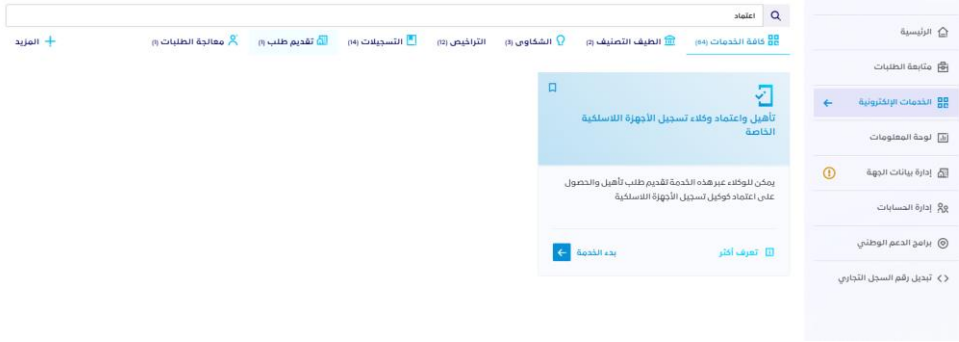 اعتماد
الرئيسية
متابعة الطلبات
الخدمات الإلكترونية
لوحة المعلومات
إدارة بيانات الجهة
إدارة الحسابات
برامج الدعم الوطني
تبديل رقم السجل التجاري
كافة الخدمات (64) الطيف التصنيف (2) الشكاوى (3) التراخيص (12) التسجيلات (14) تقديم طلب (1) معالجة الطلبات (1) المزيد
تأهيل واعتماد وكلاء تسجيل الأجهزة اللاسلكية
الخاصة
يمكن للوكلاء عبر هذه الخدمة تقديم طلب تأهيل والحصول
على اعتماد كوكيل تسجيل الأجهزة اللاسلكية
تعرف أكثر
بدء الخدمة